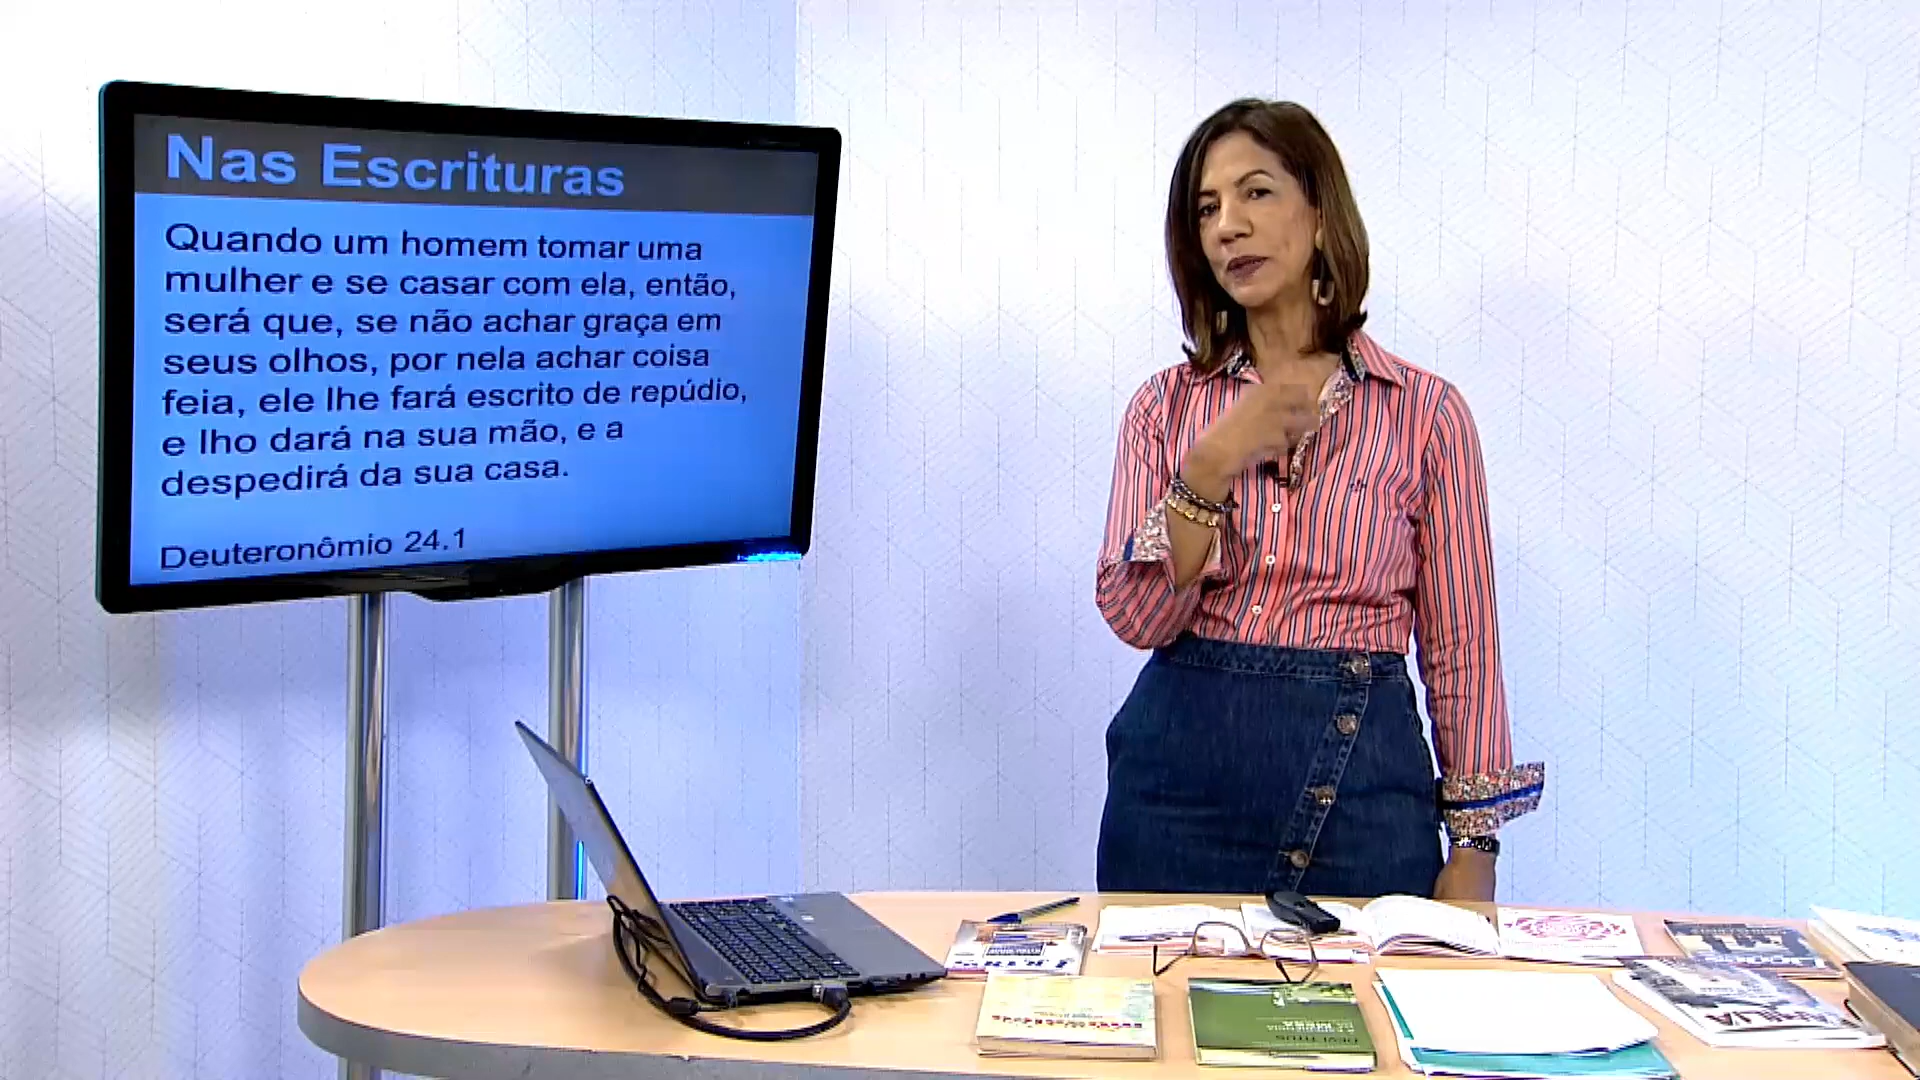 Nas Escrituras
Quando um homem tomar uma
mulher e se casar com ela, então,
será que, se não achar graça em
seus olhos, por nela achar coisa
feia, ele lhe fará escrito de repúdio,
e lho dará na sua mão, e a
despedirá da sua casa.
Deuteronômio 24.1
DEVI TITUS